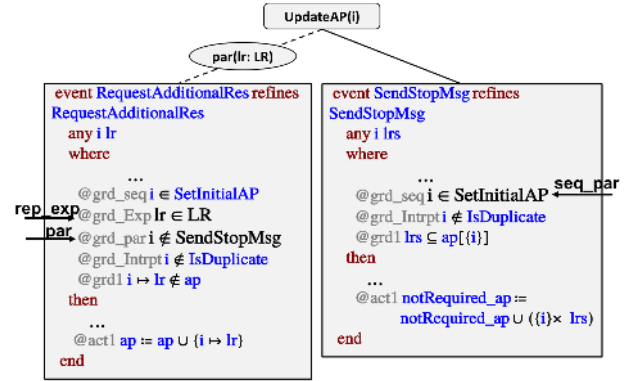 UpdateAP(i)
par(lr: LR)
event RequestAdditionalRes refines
RequestAdditionalRes
any i lr
where
...
@grd_seq i ∈ SetInitialAP
rep_exp
@grd_Exp lr ∈ LR
par
@grd_par i ∉ SendStopMsg
@grd_Intrpt i ∉ IsDuplicate
@grd1 i ↦ lr ∉ ap
then
...
@act1 ap := ap ∪ {i ↦ lr}
end
event SendStopMsg refines
SendStopMsg
any i lrs
where
...
seq_par
@grd_seq i ∈ SetInitialAP
@grd_Intrpt i ∉ IsDuplicate
@grd1 lrs ⊆ ap[{i}]
then
...
@act1 notRequired_ap :=
notRequired_ap ∪ ({i}× lrs)
end